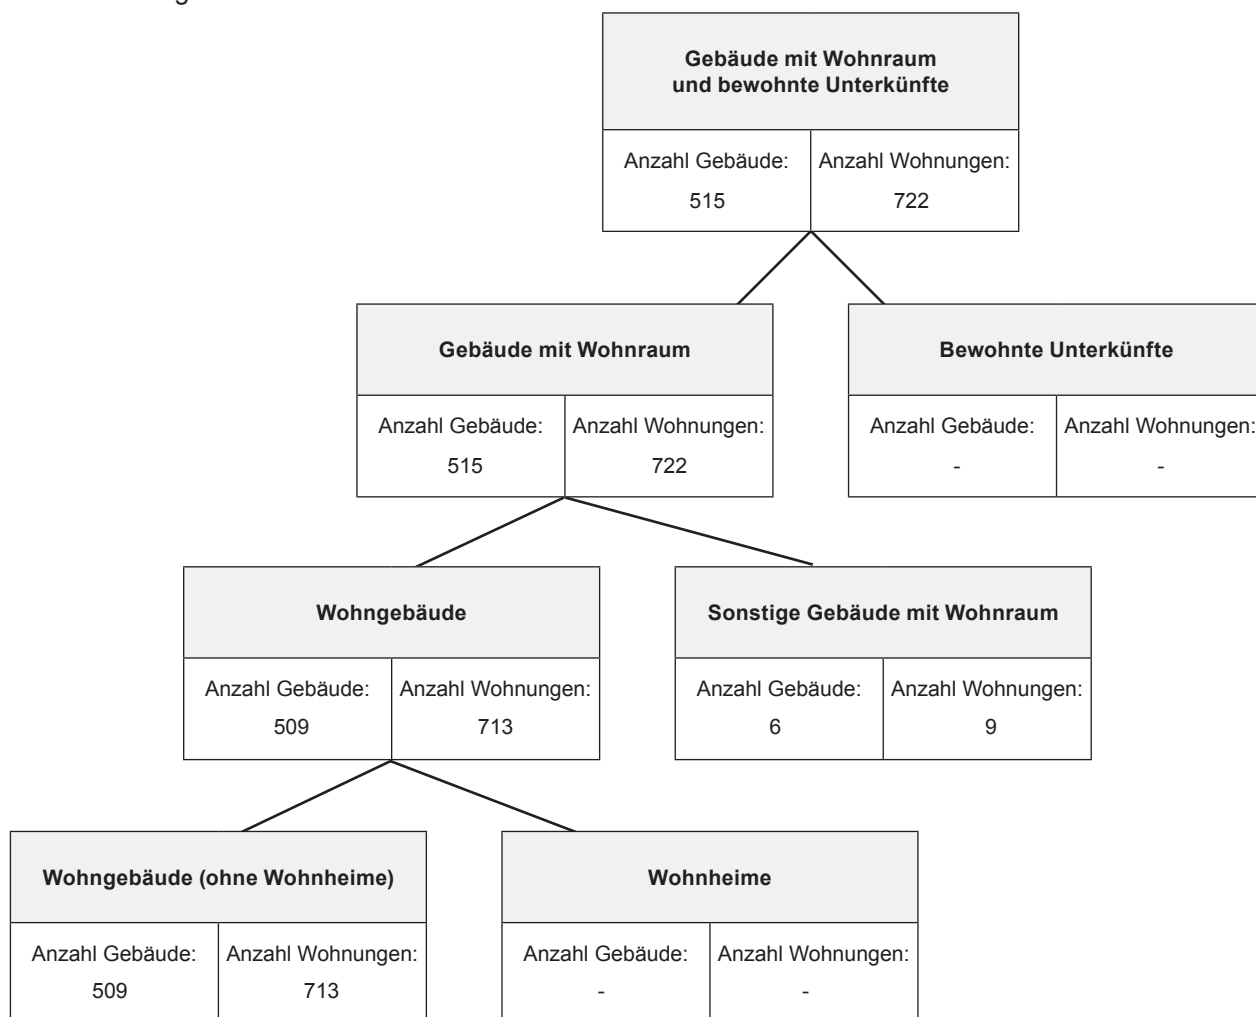 Gebäude mit Wohnraum
und bewohnte Unterkünfte
Anzahl Gebäude: Anzahl Wohnungen:
515 722
Gebäude mit Wohnraum
Anzahl Gebäude: Anzahl Wohnungen:
515 722
Bewohnte Unterkünfte
Anzahl Gebäude: Anzahl Wohnungen:
- -
Wohngebäude
Anzahl Gebäude: Anzahl Wohnungen:
509 713
Sonstige Gebäude mit Wohnraum
Anzahl Gebäude: Anzahl Wohnungen:
6 9
Wohngebäude (ohne Wohnheime)
Anzahl Gebäude: Anzahl Wohnungen:
509 713
Wohnheime
Anzahl Gebäude: Anzahl Wohnungen:
- -